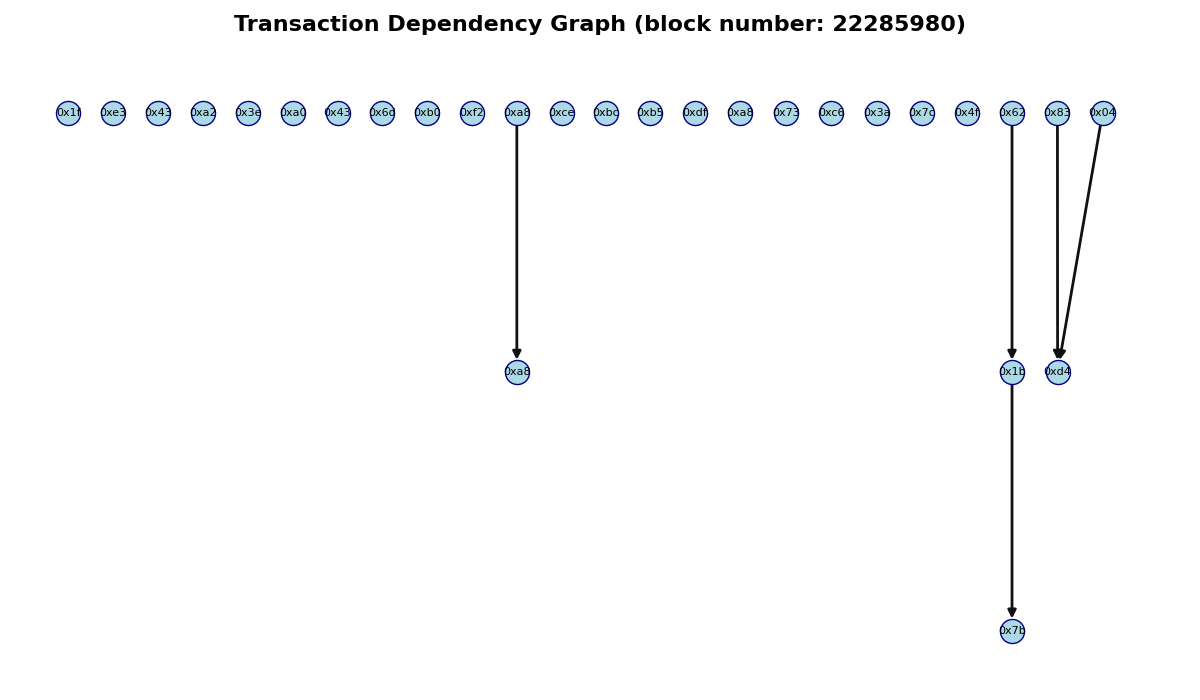 Transaction Dependency Graph (block number: 22285980)
0x1f 0xe3 0x43 0xa2 0x3e 0xa0 0x43 0x6d 0xb0 0xf2 0xa8 0xce 0xbc 0xb5 0xdf 0xa8 0x73 0xc6 0x3a 0x7c 0x4f 0x62 0x83 0x04
0xa8 0x1b 0xd4
0x7b